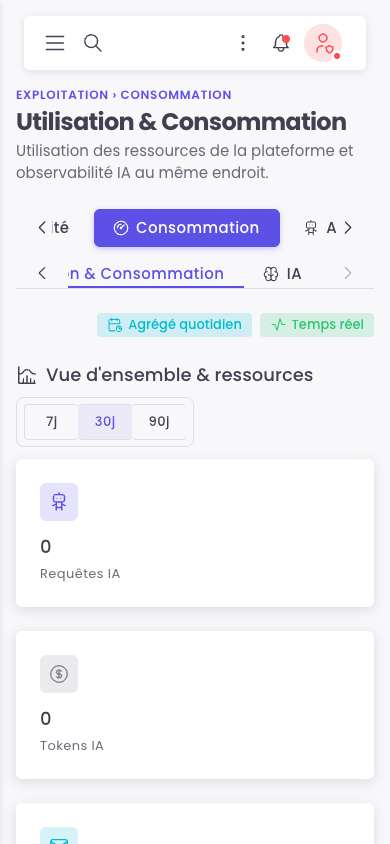 EXPLOITATION › CONSOMMATION
Utilisation & Consommation
Utilisation des ressources de la plateforme et
observabilité IA au même endroit.
ité Consommation A
n & Consommation IA
Agrégé quotidien Temps réel
Vue d'ensemble & ressources
7j 30j 90j
0
Requêtes IA
0
Tokens IA